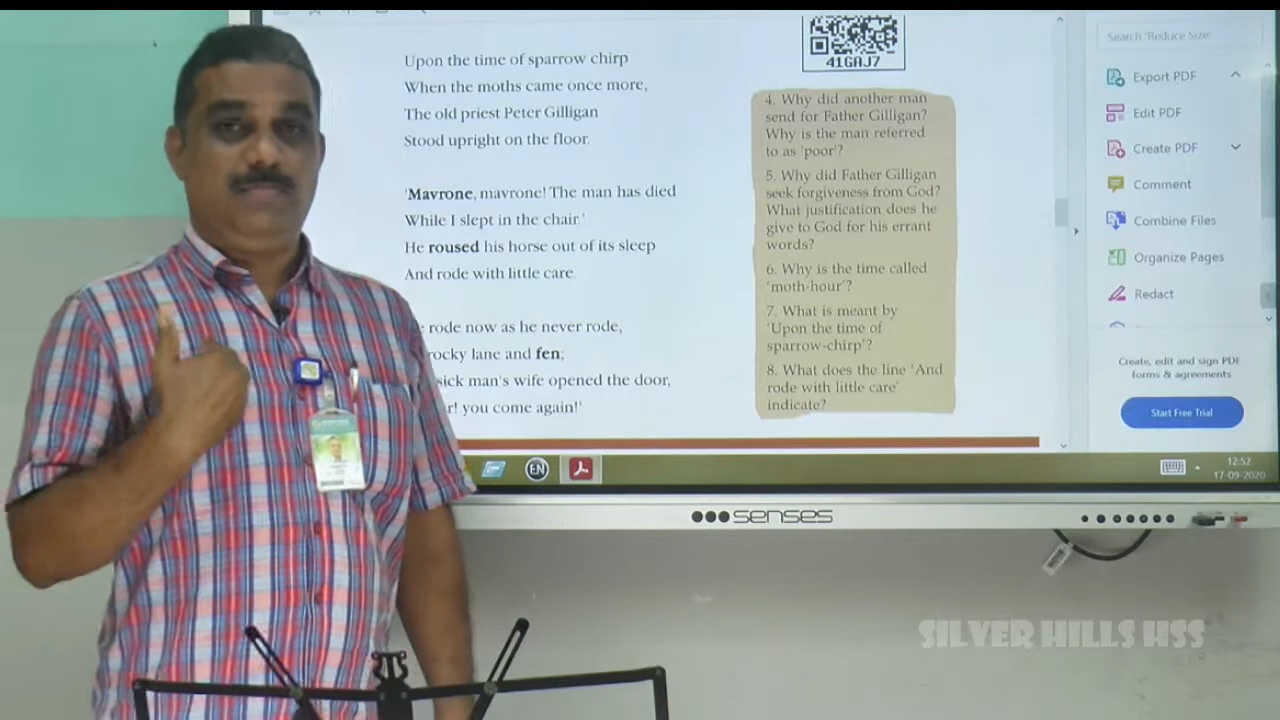 Upon the time of sparrow chirp
When the moths came once more,
The old priest Peter Gilligan
Stood upright on the floor.
'Mavrone, mavrone! The man has died
While I slept in the chair.'
He roused his horse out of its sleep
And rode with little care.
rode now as he never rode,
rocky lane and fen;
sick man's wife opened the door,
you come again!'
41GAJ7
4. Why did another man
send for Father Gilligan?
Why is the man referred
to as 'poor'?
5. Why did Father Gilligan
seek forgiveness from God?
What justification does he
give to God for his errant
words?
6. Why is the time called
'moth-hour'?
7. What is meant by
'Upon the time of
sparrow-chirp'?
8. What does the line 'And
rode with little care'
indicate?
Search 'Reduce Size'
Export PDF
Edit PDF
Create PDF
Comment
Combine Files
Organize Pages
Redact
Create, edit and sign PDF
forms & agreements
Start Free Trial
EN
12:52
17-09-2020
senses
SILVER HILLS HSS